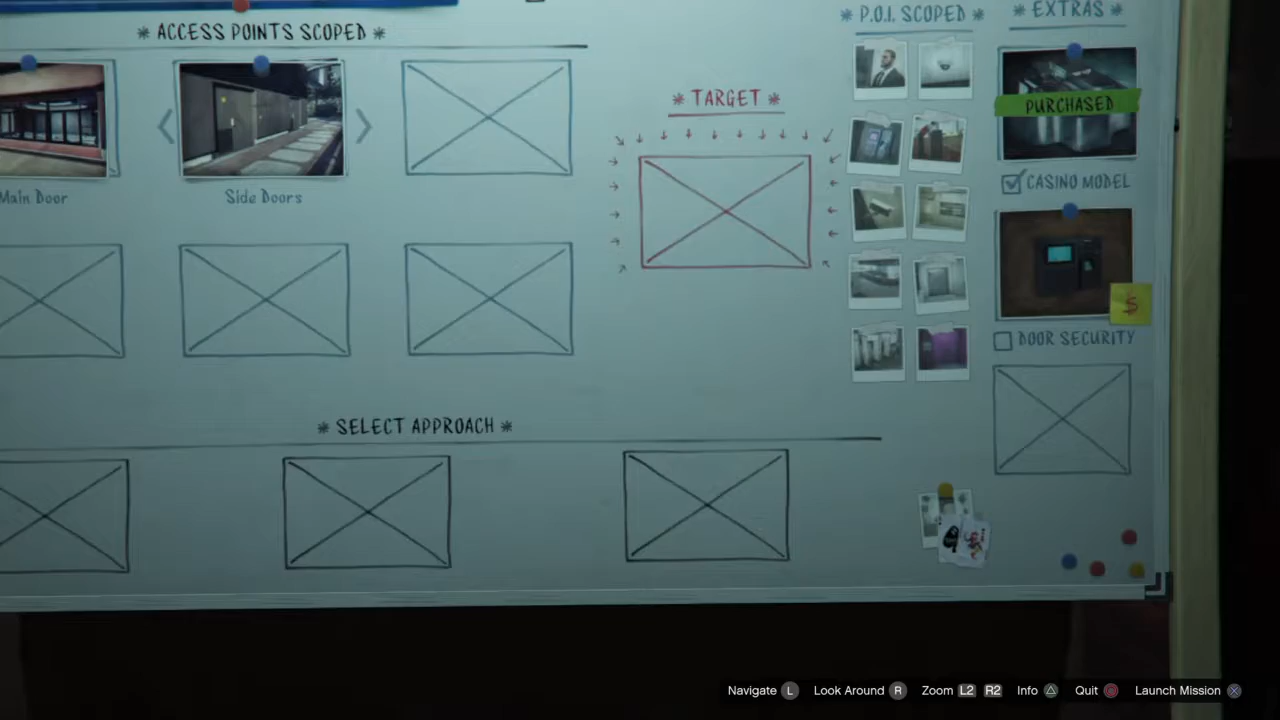 * ACCESS POINTS SCOPED *
* P.O.I. SCOPED *
* EXTRAS *
* TARGET *
PURCHASED
CASINO MODEL
Main Door
Side Doors
$
DOOR SECURITY
* SELECT APPROACH *
Navigate L Look Around R Zoom L2 R2 Info Quit Launch Mission